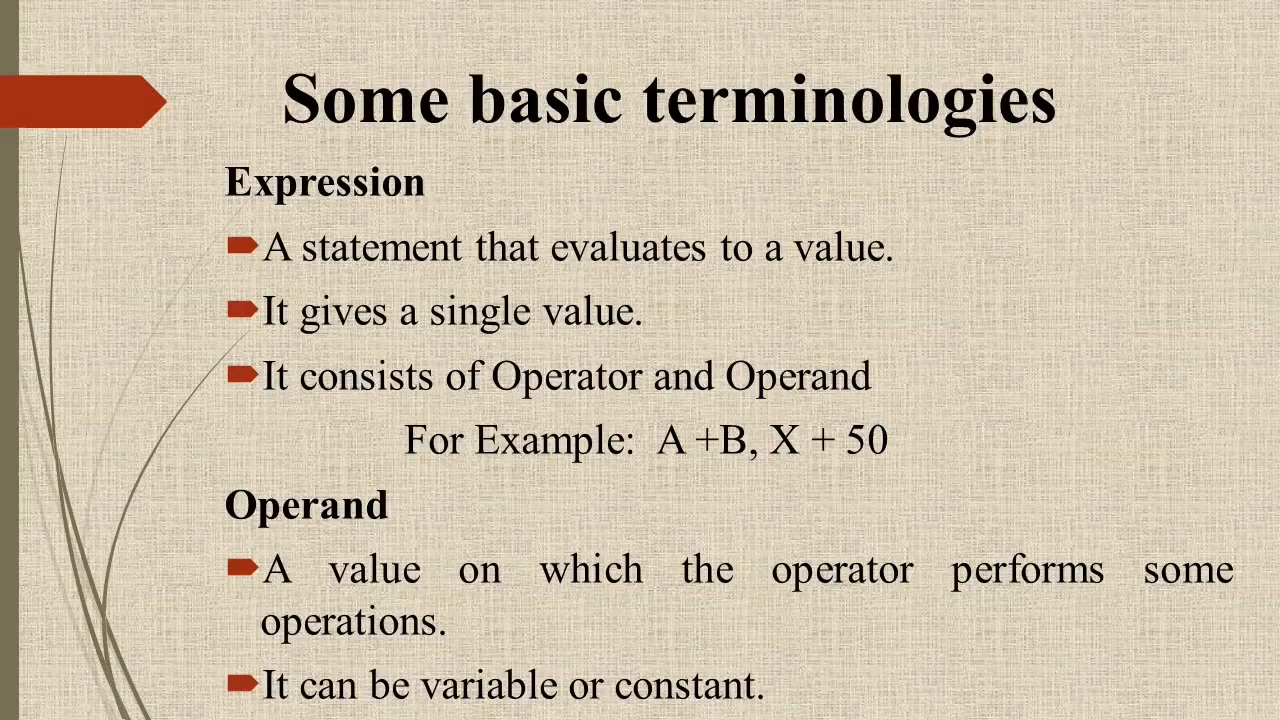 Some basic terminologies
Expression
A statement that evaluates to a value.
It gives a single value.
It consists of Operator and Operand
For Example:  A +B, X + 50
Operand
A value on which the operator performs some
operations.
It can be variable or constant.